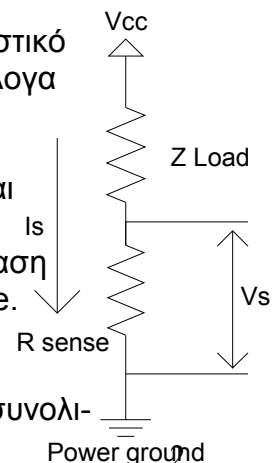 Vcc
στικό
λογα
Z Load
αι
Is
αση
Vs
e.
R sense
συνολι-
Power ground